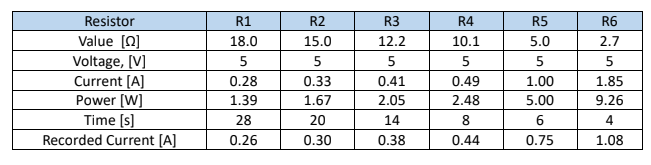 Resistor R1 R2 R3 R4 R5 R6
Value [Ω] 18.0 15.0 12.2 10.1 5.0 2.7
Voltage, [V] 5 5 5 5 5 5
Current [A] 0.28 0.33 0.41 0.49 1.00 1.85
Power [W] 1.39 1.67 2.05 2.48 5.00 9.26
Time [s] 28 20 14 8 6 4
Recorded Current [A] 0.26 0.30 0.38 0.44 0.75 1.08